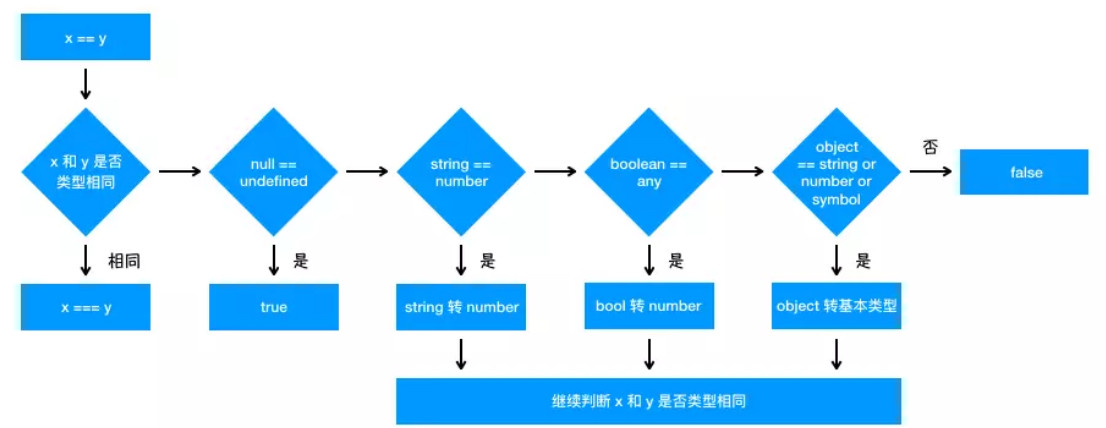 x == y
x 和 y 是否
类型相同
null ==
undefined
string ==
number
boolean ==
any
object
== string or
number or
symbol
否
false
相同
是
是
是
是
x === y
true
string 转 number
bool 转 number
object 转基本类型
继续判断 x 和 y 是否类型相同